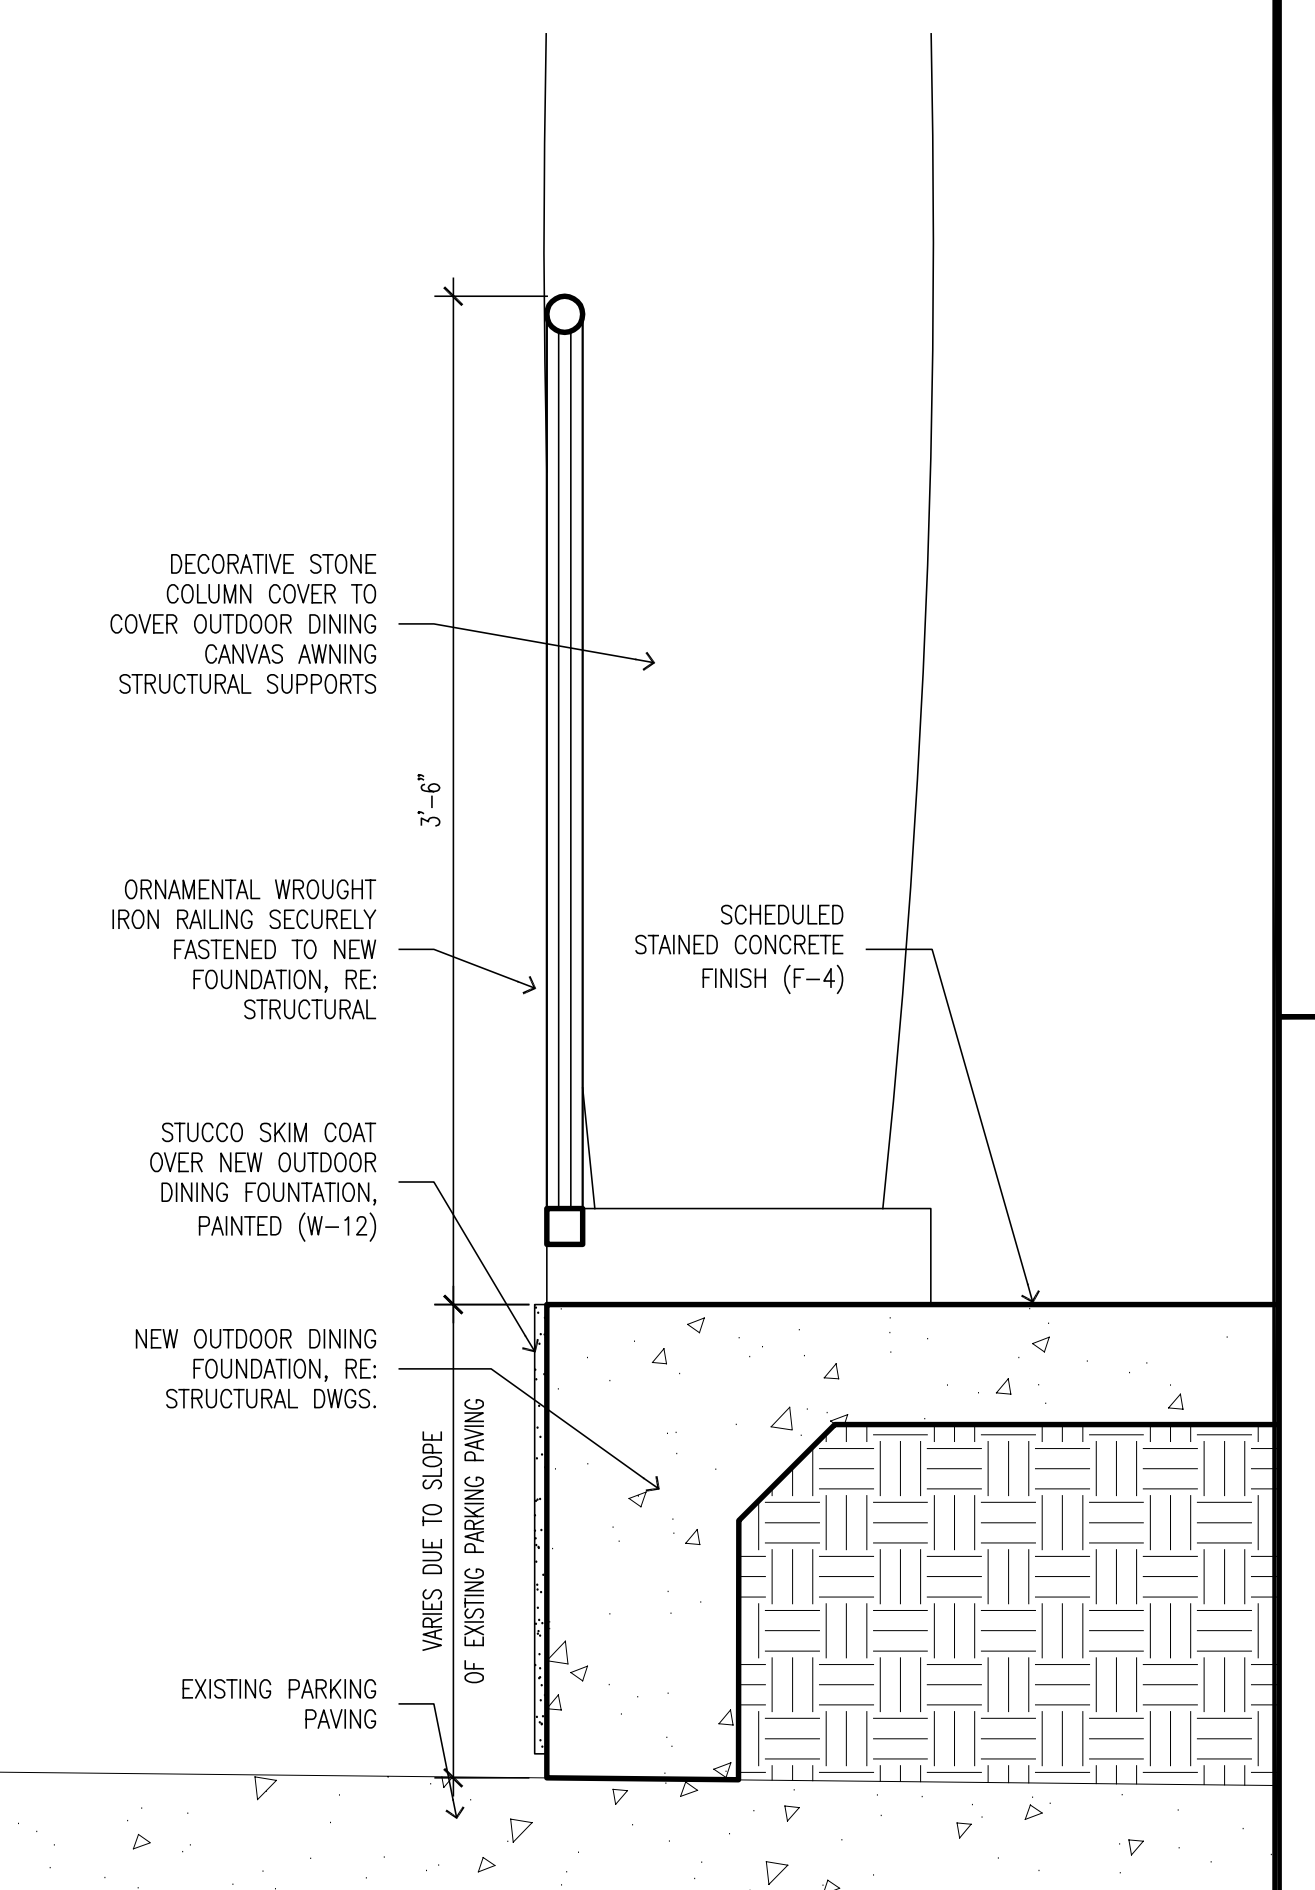 DECORATIVE STONE
COLUMN COVER TO
COVER OUTDOOR DINING
CANVAS AWNING
STRUCTURAL SUPPORTS
3'-6"
ORNAMENTAL WROUGHT
IRON RAILING SECURELY
FASTENED TO NEW
FOUNDATION, RE:
STRUCTURAL
SCHEDULED
STAINED CONCRETE
FINISH (F-4)
STUCCO SKIM COAT
OVER NEW OUTDOOR
DINING FOUNTATION,
PAINTED (W-12)
NEW OUTDOOR DINING
FOUNDATION, RE:
STRUCTURAL DWGS.
VARIES DUE TO SLOPE
OF EXISTING PARKING PAVING
EXISTING PARKING
PAVING